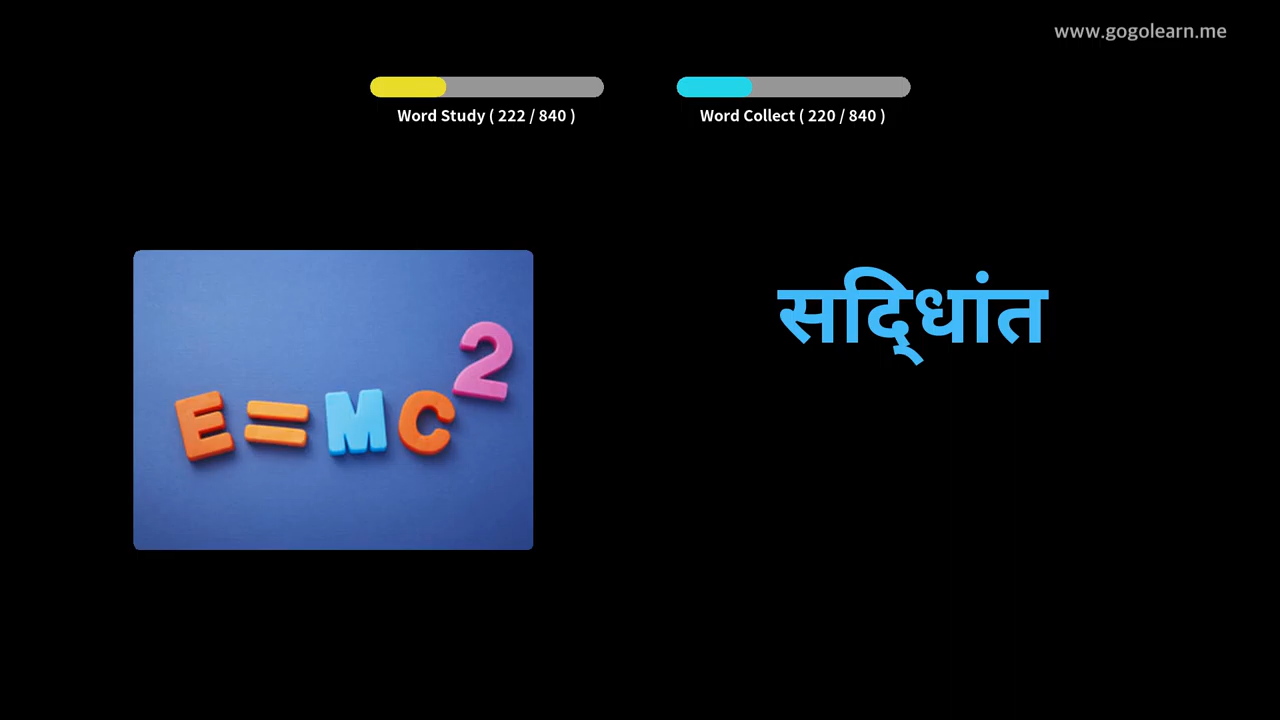 www.gogolearn.me
Word Study ( 222 / 840 )
Word Collect ( 220 / 840 )
E=MC²
सद्धिांत